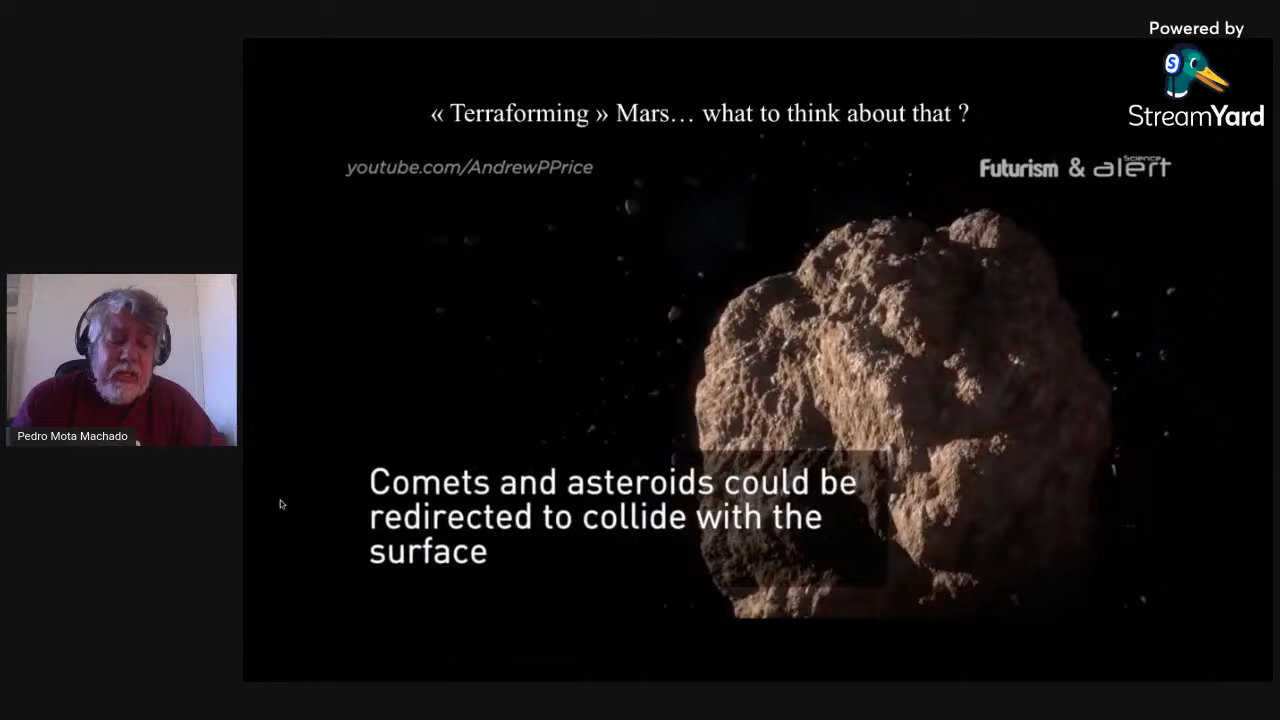 Powered by
StreamYard
« Terraforming » Mars… what to think about that ?
youtube.com/AndrewPPrice
Futurism & Science alert
Pedro Mota Machado
Comets and asteroids could be
redirected to collide with the
surface